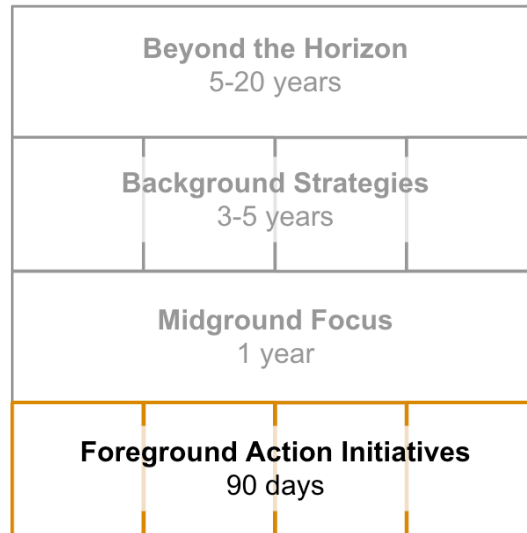 Beyond the Horizon
5-20 years
Background Strategies
3-5 years
Midground Focus
1 year
Foreground Action Initiatives
90 days